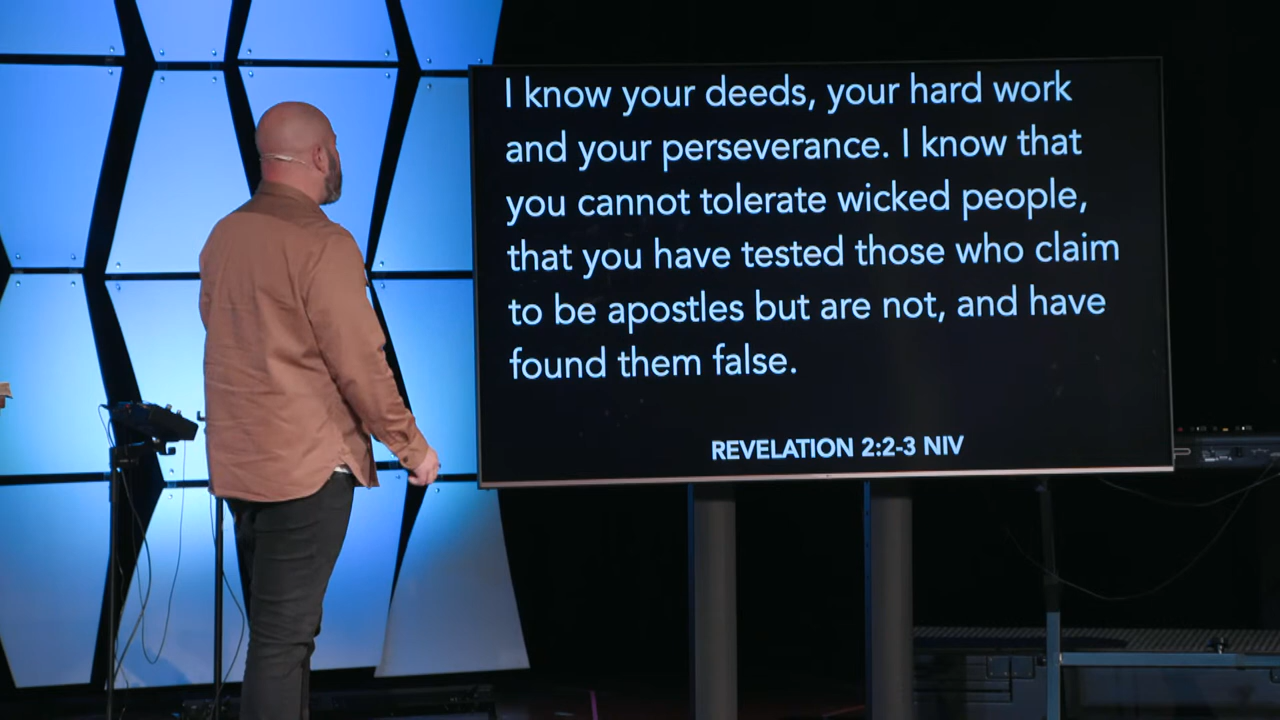 I know your deeds, your hard work
and your perseverance. I know that
you cannot tolerate wicked people,
that you have tested those who claim
to be apostles but are not, and have
found them false.
REVELATION 2:2-3 NIV